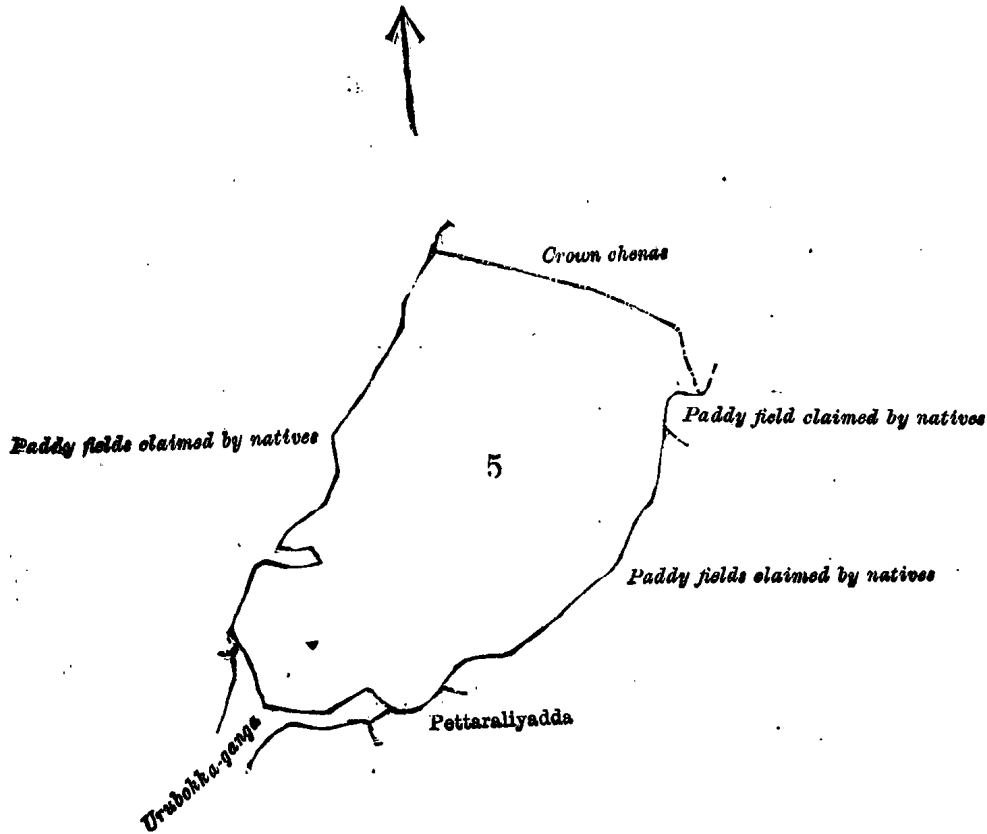 Crown chenas
Paddy field claimed by natives
Paddy fields claimed by natives
5
Paddy fields claimed by natives
Pettaraliyadda
Urubokka-ganga